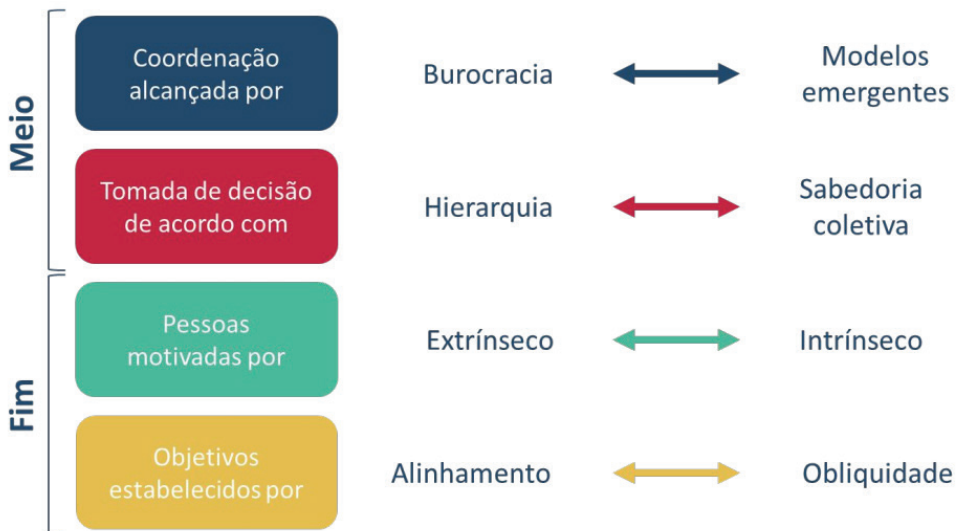 Meio
Coordenação
alcançada por
Burocracia
Modelos
emergentes
Tomada de decisão
de acordo com
Hierarquia
Sabedoria
coletiva
Fim
Pessoas
motivadas por
Extrínseco
Intrínseco
Objetivos
estabelecidos por
Alinhamento
Obliquidade